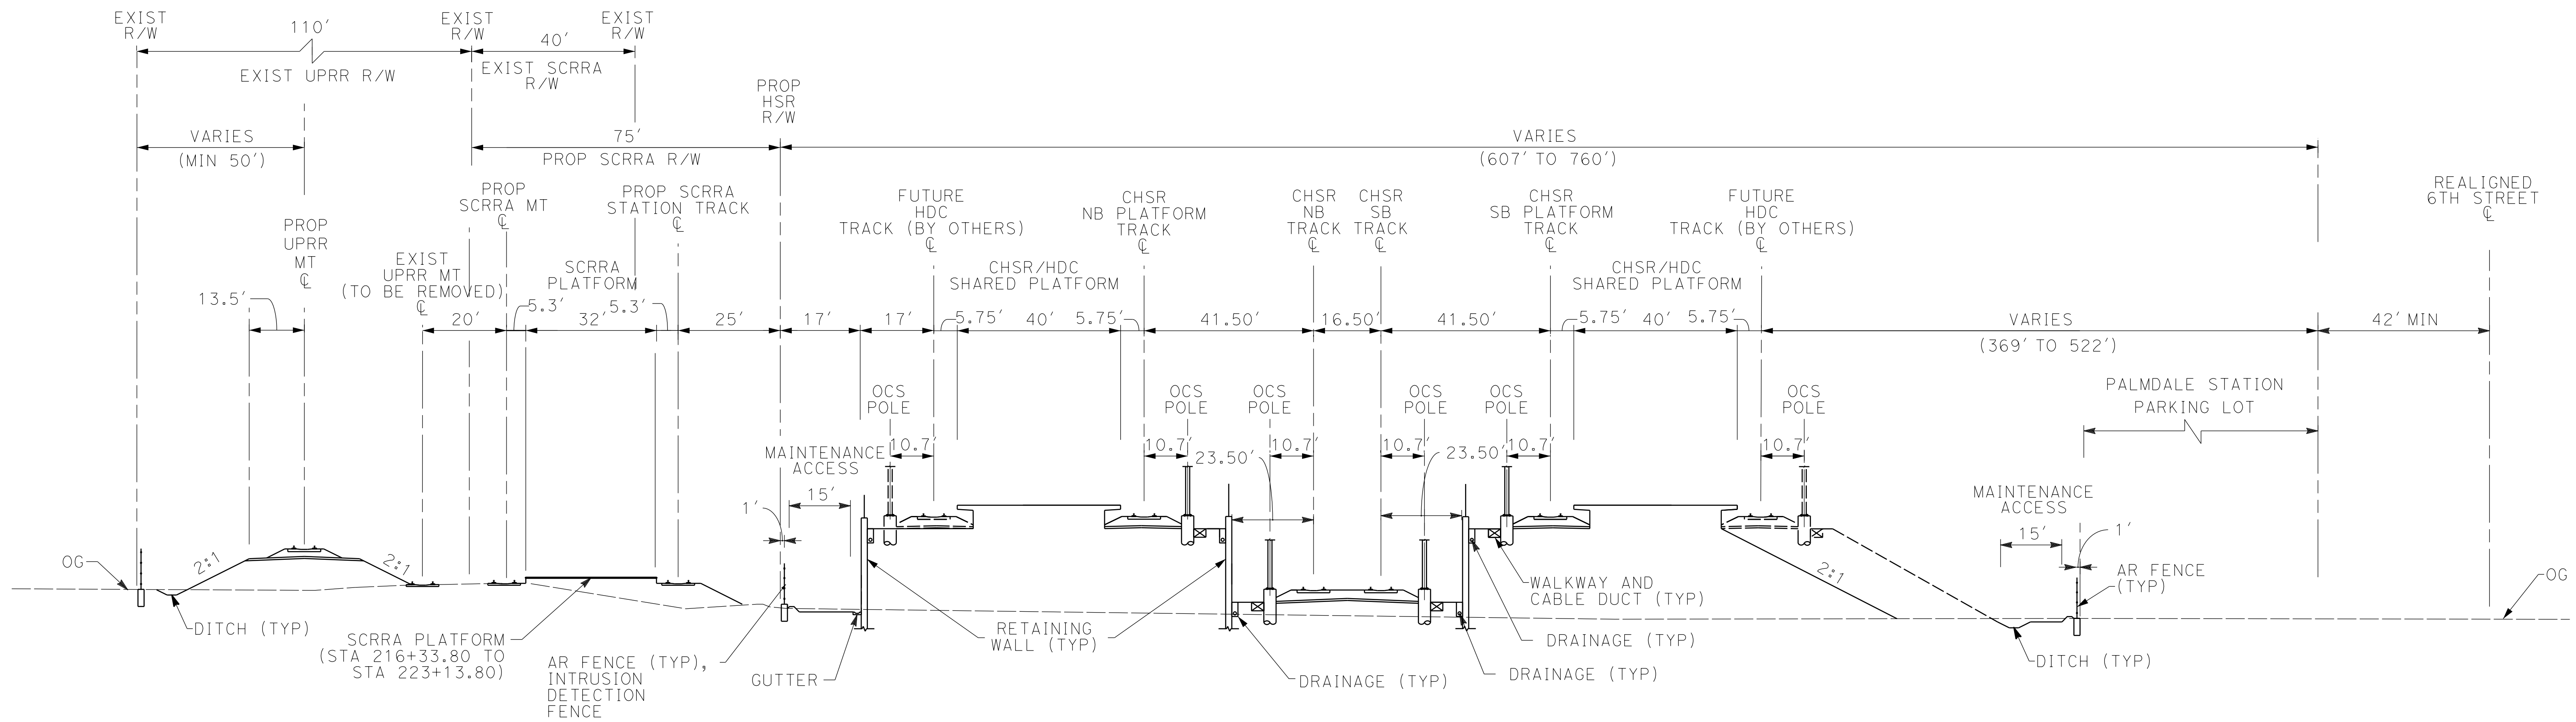 EXIST
R/W
110'
EXIST
R/W
EXIST
R/W
40'
EXIST UPRR R/W
EXIST SCRRA
R/W
PROP
HSR
R/W
VARIES
(MIN 50')
75'
PROP SCRRA R/W
VARIES
(607' TO 760')
PROP
UPRR
MT
℄
EXIST
UPRR MT
(TO BE REMOVED)
℄
PROP
SCRRA MT
℄
PROP SCRRA
STATION TRACK
℄
SCRRA
PLATFORM
FUTURE
HDC
TRACK (BY OTHERS)
℄
CHSR
NB PLATFORM
TRACK
℄
CHSR
NB
TRACK
℄
CHSR
SB
TRACK
℄
CHSR
SB PLATFORM
TRACK
℄
FUTURE
HDC
TRACK (BY OTHERS)
℄
REALIGNED
6TH STREET
℄
CHSR/HDC
SHARED PLATFORM
CHSR/HDC
SHARED PLATFORM
13.5'
20'
5.3'
32'
5.3'
25'
17'
17'
5.75'
40'
5.75'
41.50'
16.50'
41.50'
5.75'
40'
5.75'
VARIES
(369' TO 522')
42' MIN
OCS
POLE
OCS
POLE
OCS
POLE
OCS
POLE
OCS
POLE
OCS
POLE
PALMDALE STATION
PARKING LOT
10.7'
10.7'
10.7'
10.7'
10.7'
10.7'
23.50'
23.50'
MAINTENANCE
ACCESS
15'
1'
MAINTENANCE
ACCESS
15'
1'
OG
2:1
2:1
2:1
AR FENCE
(TYP)
OG
DITCH (TYP)
SCRRA PLATFORM
(STA 216+33.80 TO
STA 223+13.80)
AR FENCE (TYP),
INTRUSION
DETECTION
FENCE
GUTTER
RETAINING
WALL (TYP)
DRAINAGE (TYP)
WALKWAY AND
CABLE DUCT (TYP)
DRAINAGE (TYP)
DRAINAGE (TYP)
DITCH (TYP)